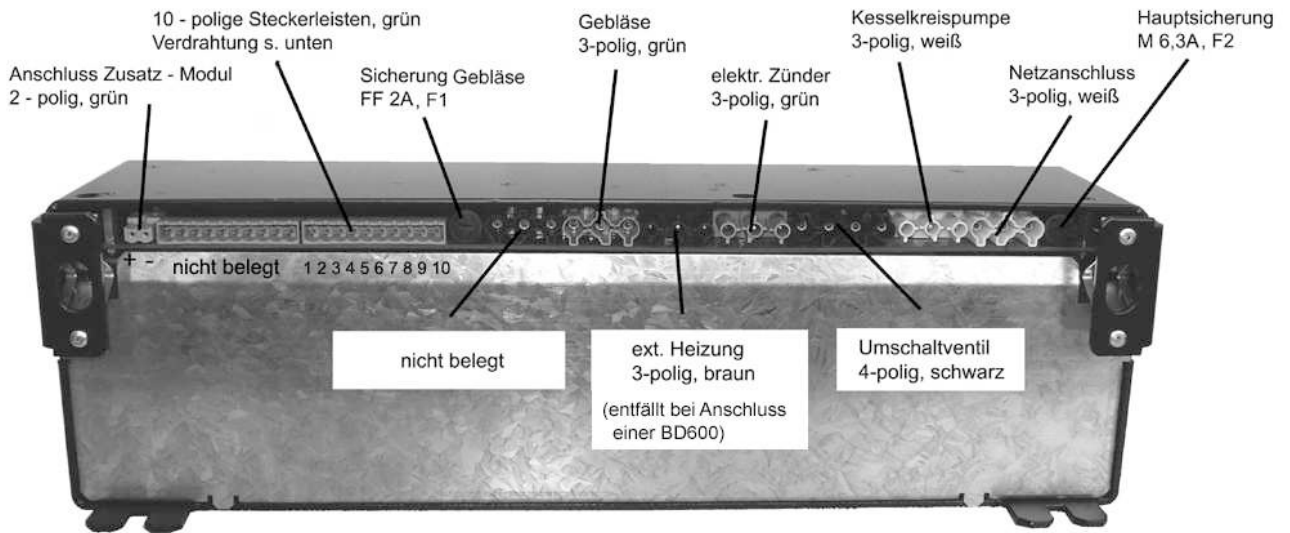 10 - polige Steckerleisten, grün
Verdrahtung s. unten
Gebläse
3-polig, grün
Kesselkreispumpe
3-polig, weiß
Hauptsicherung
M 6,3A, F2
Anschluss Zusatz - Modul
2 - polig, grün
Sicherung Gebläse
FF 2A, F1
elektr. Zünder
3-polig, grün
Netzanschluss
3-polig, weiß
+ -
nicht belegt
1 2 3 4 5 6 7 8 9 10
nicht belegt
ext. Heizung
3-polig, braun
(entfällt bei Anschluss
einer BD600)
Umschaltventil
4-polig, schwarz